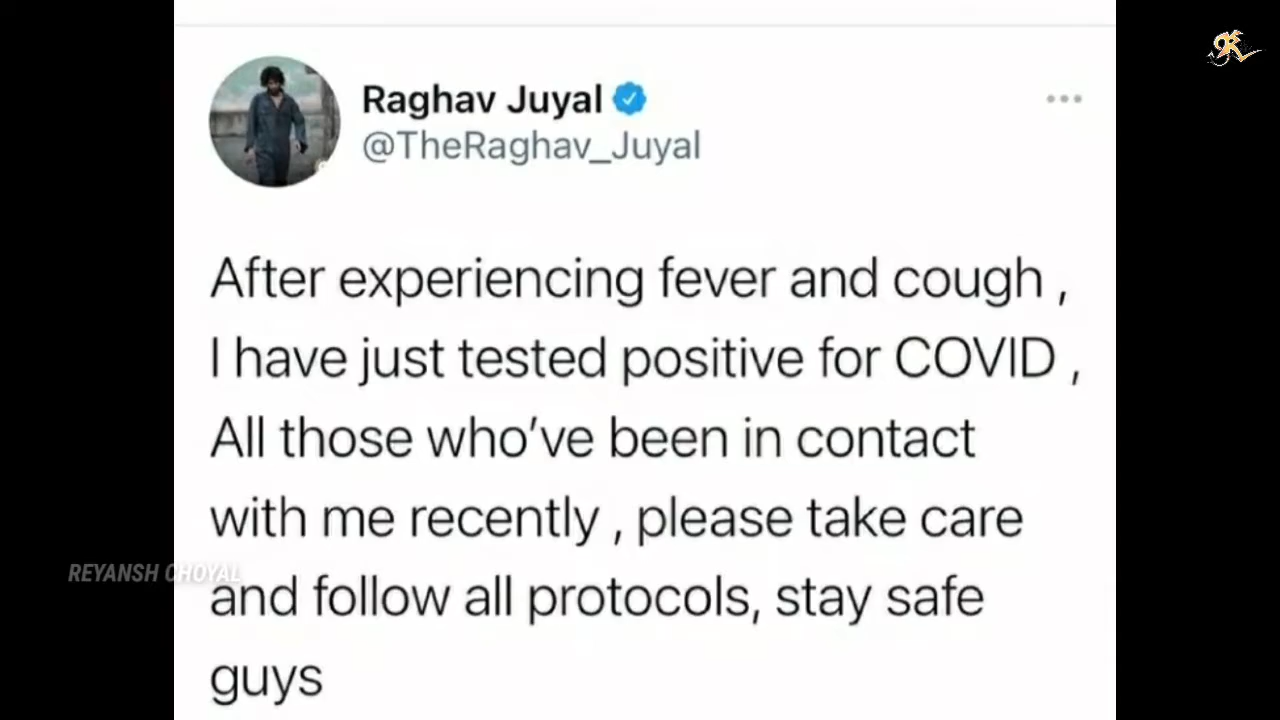 Raghav Juyal
@TheRaghav_Juyal
After experiencing fever and cough ,
I have just tested positive for COVID ,
All those who’ve been in contact
with me recently , please take care
REYANSH CHOYAL
and follow all protocols, stay safe
guys